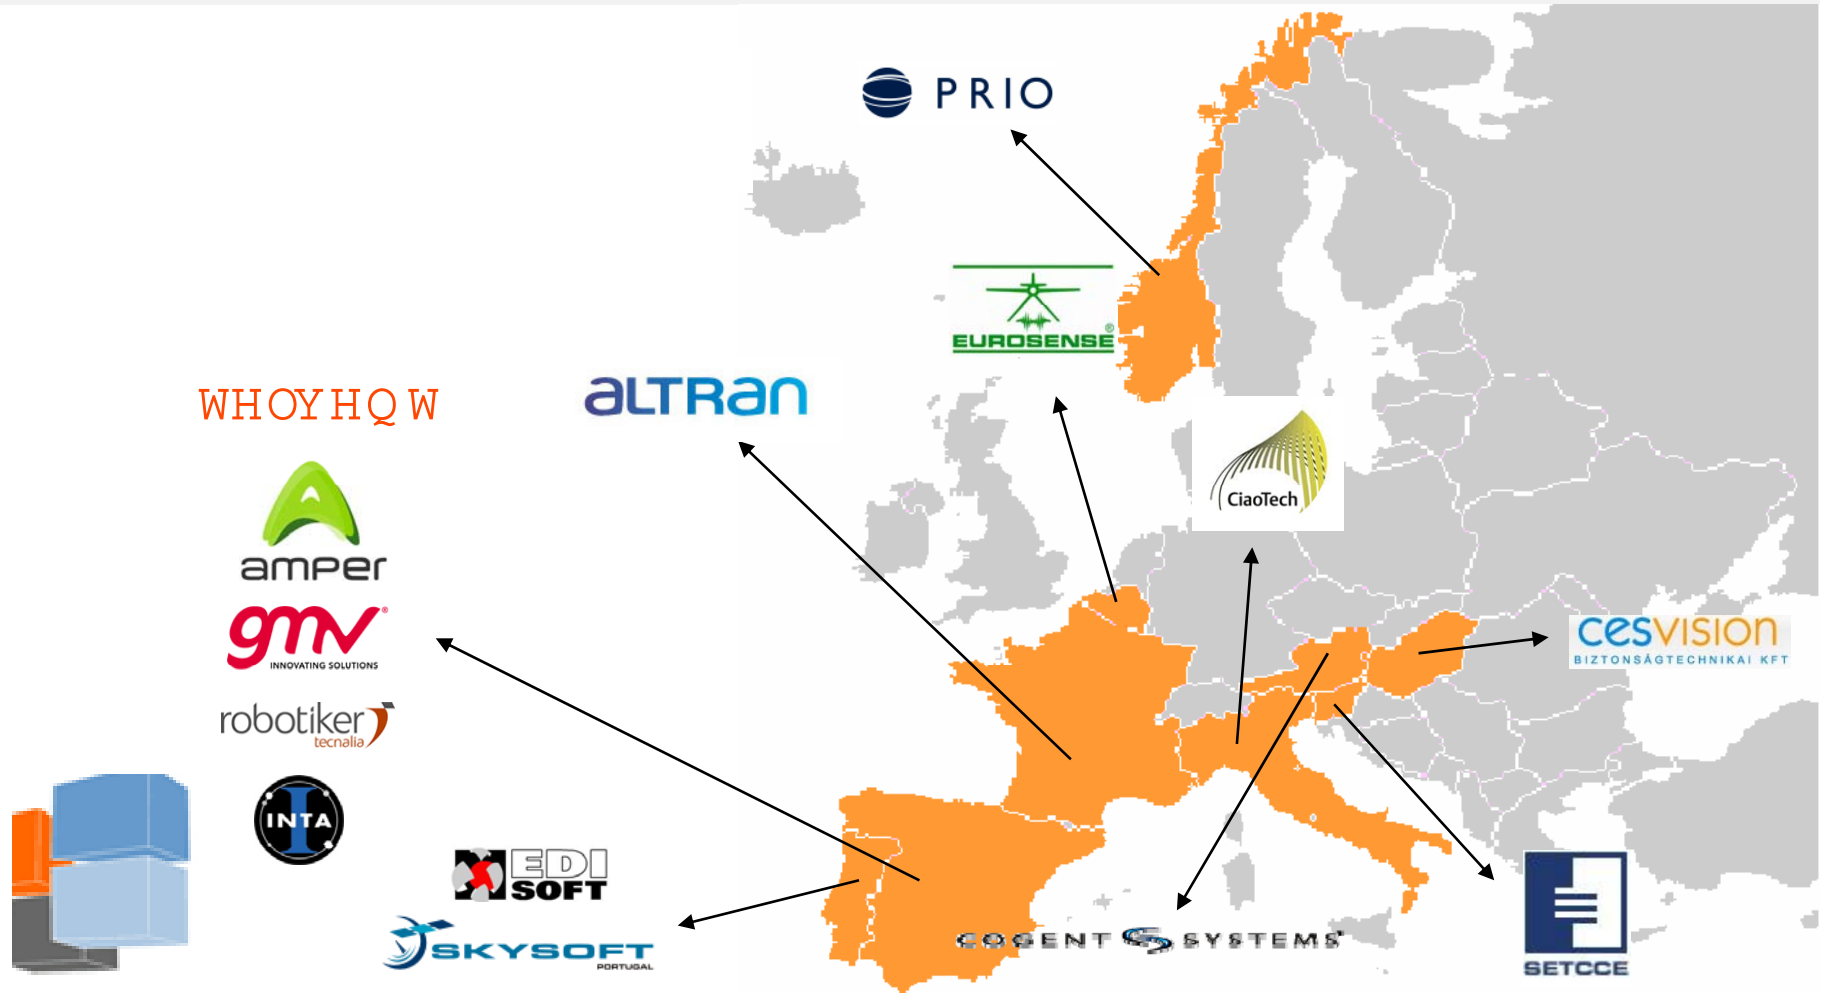 PRIO
EUROSENSE®
ALTRan
WHOYHQW
CiaoTech
amper
gmv®
INNOVATING SOLUTIONS
cesvision
BIZTONSÁGTECHNIKAI KFT
robotiker
tecnalia
INTA
EDI
SOFT
SKYSOFT
PORTUGAL
COGENT SYSTEMS
SETCCE